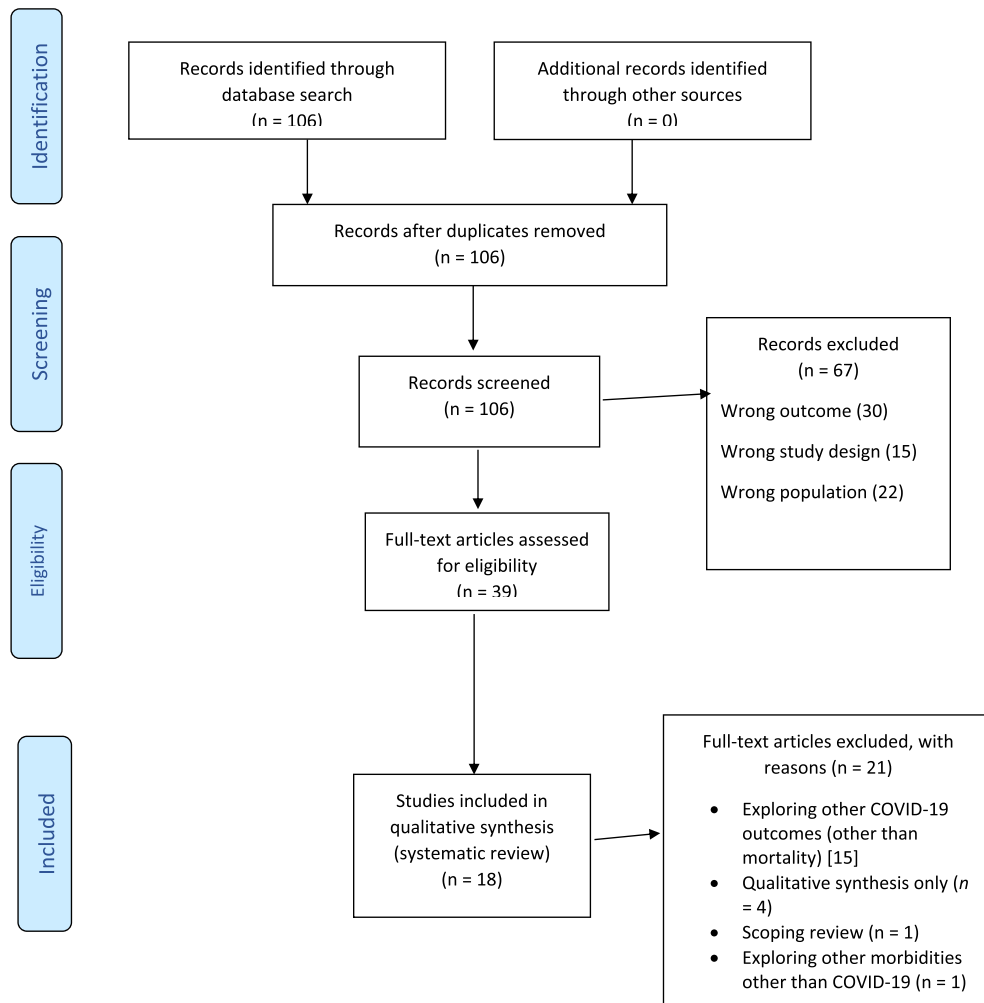 Identification
Records identified through
database search
(n = 106)
Additional records identified
through other sources
(n = 0)
Records after duplicates removed
(n = 106)
Screening
Records screened
(n = 106)
Records excluded
(n = 67)
Wrong outcome (30)
Wrong study design (15)
Wrong population (22)
Eligibility
Full-text articles assessed
for eligibility
(n = 39)
Included
Studies included in
qualitative synthesis
(systematic review)
(n = 18)
Full-text articles excluded, with
reasons (n = 21)
• Exploring other COVID-19
outcomes (other than
mortality) [15]
• Qualitative synthesis only (n
= 4)
• Scoping review (n = 1)
• Exploring other morbidities
other than COVID-19 (n = 1)